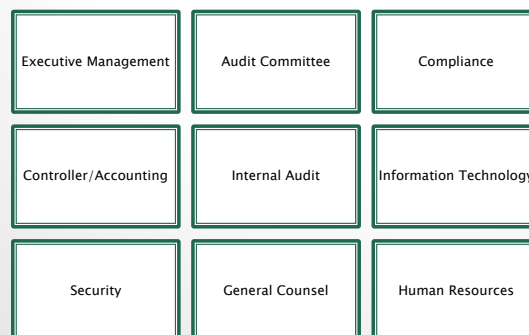 Executive Management
Audit Committee
Compliance
Controller/Accounting
Internal Audit
Information Technology
Security
General Counsel
Human Resources